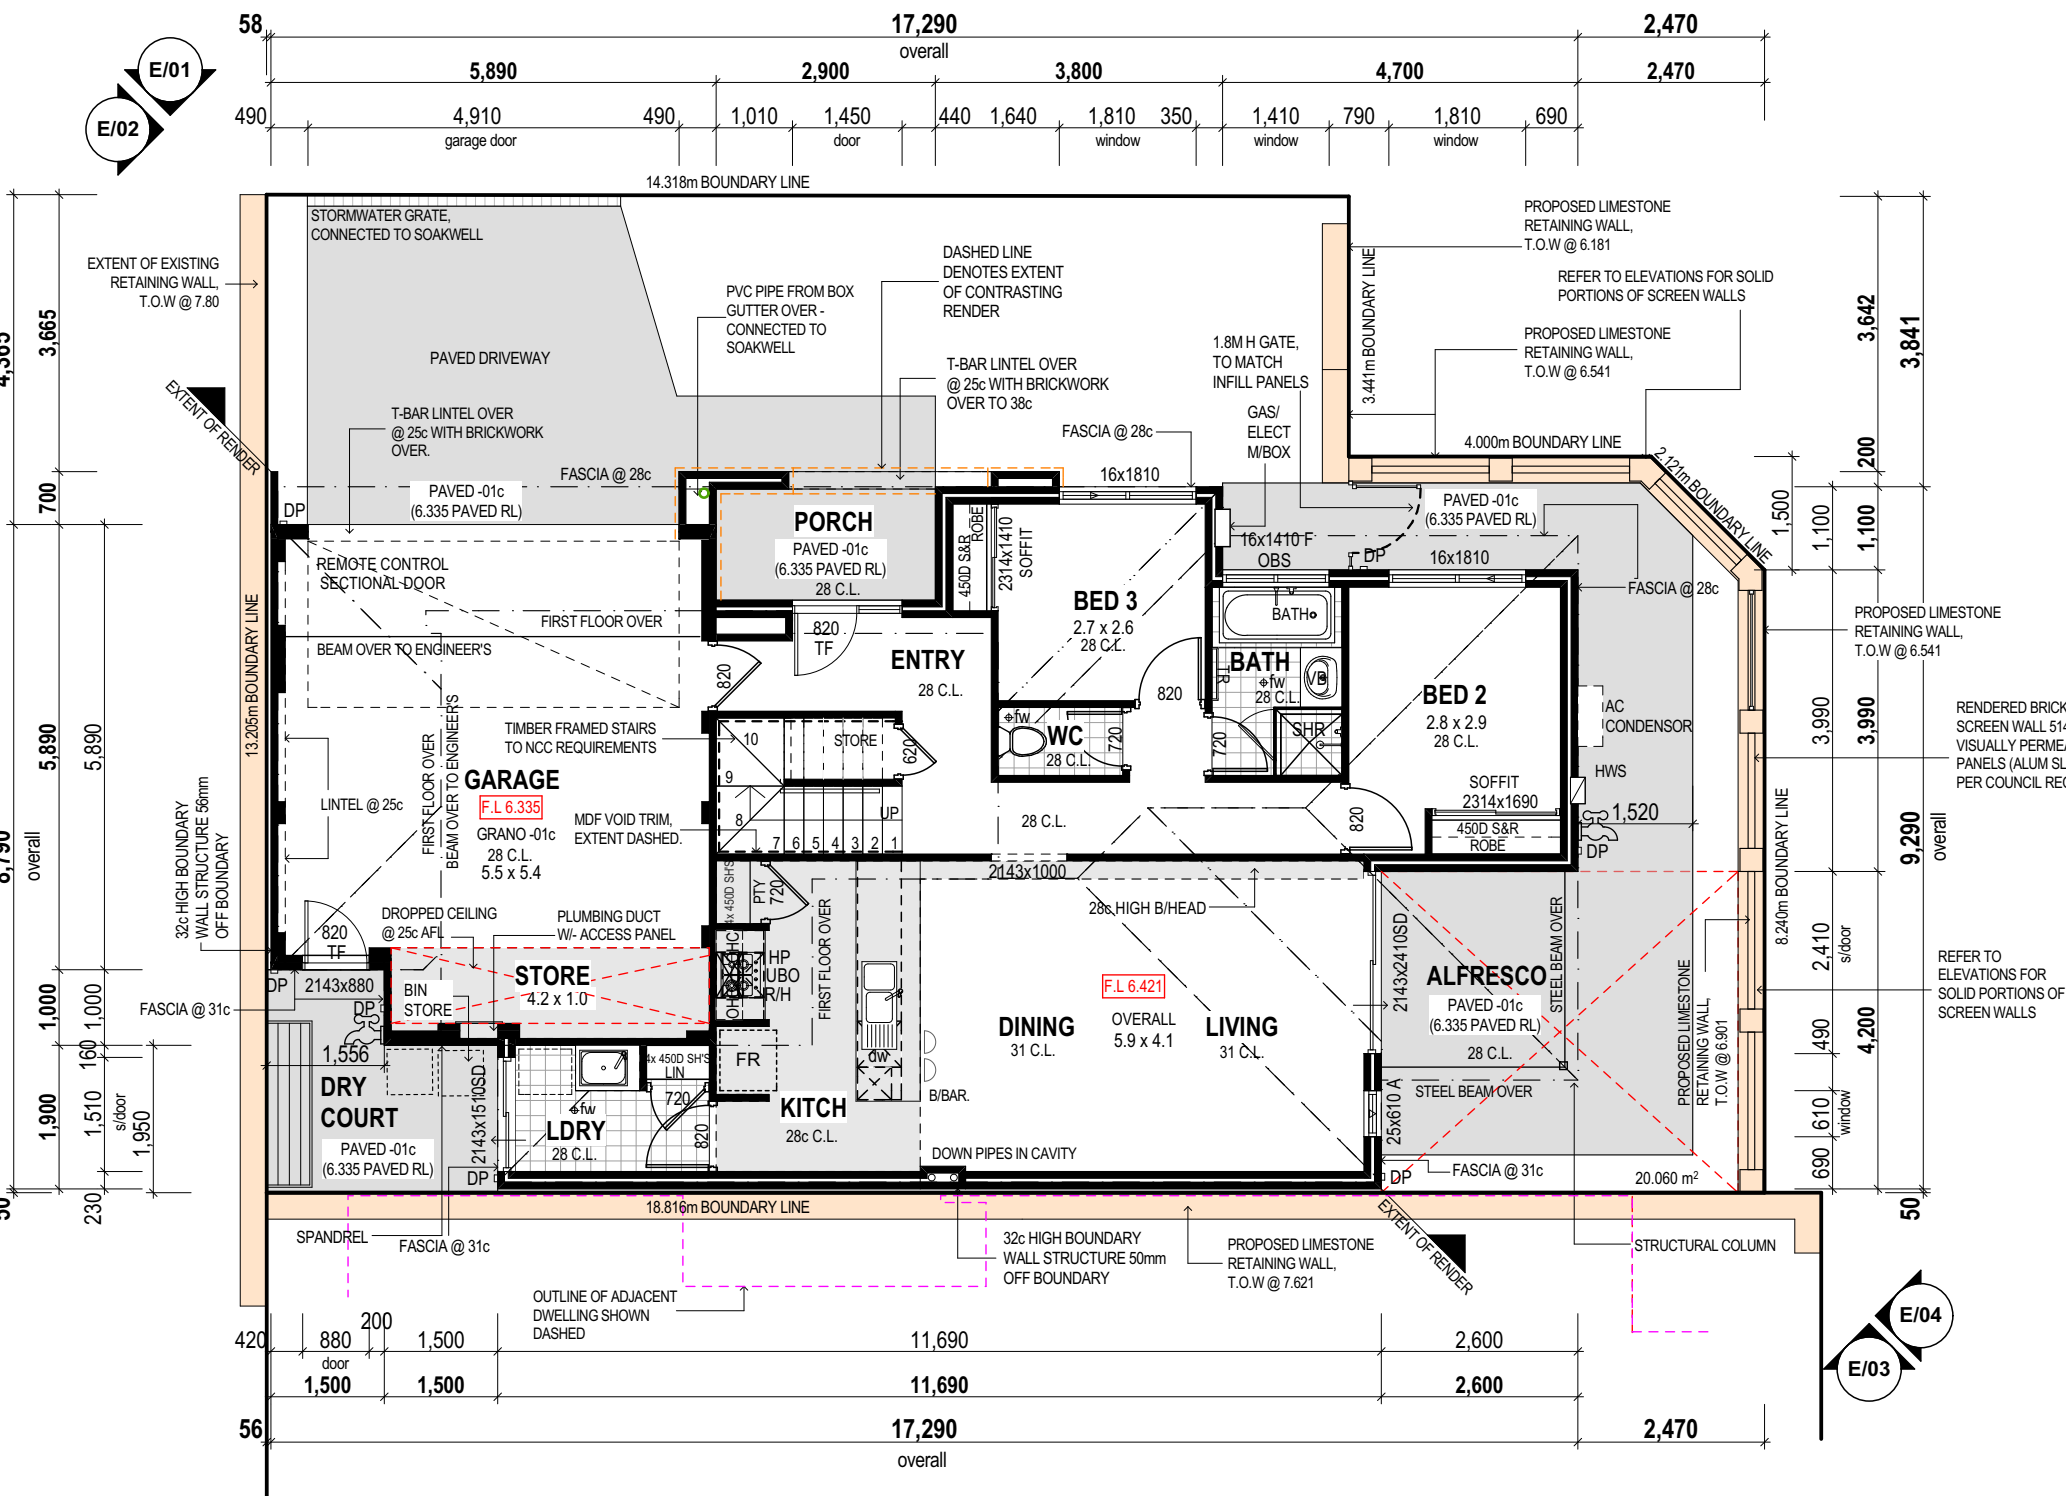 58
17,290
overall
2,470
5,890
2,900
3,800
4,700
2,470
490
4,910
garage door
490
1,010
1,450
door
440
1,640
1,810
window
350
1,410
window
790
1,810
window
690
E/01
E/02
14.318m BOUNDARY LINE
STORMWATER GRATE,
CONNECTED TO SOAKWELL
EXTENT OF EXISTING
RETAINING WALL,
T.O.W @ 7.80
PAVED DRIVEWAY
PVC PIPE FROM BOX
GUTTER OVER -
CONNECTED TO
SOAKWELL
DASHED LINE
DENOTES EXTENT
OF CONTRASTING
RENDER
T-BAR LINTEL OVER
@ 25c WITH BRICKWORK
OVER TO 38c
1.8M H GATE,
TO MATCH
INFILL PANELS
GAS/
ELECT
M/BOX
FASCIA @ 28c
16x1810
3.441m BOUNDARY LINE
PROPOSED LIMESTONE
RETAINING WALL,
T.O.W @ 6.181
REFER TO ELEVATIONS FOR SOLID
PORTIONS OF SCREEN WALLS
PROPOSED LIMESTONE
RETAINING WALL,
T.O.W @ 6.541
4.000m BOUNDARY LINE
2.121m BOUNDARY LINE
EXTENT OF RENDER
T-BAR LINTEL OVER
@ 25c WITH BRICKWORK
OVER.
FASCIA @ 28c
PAVED -01c
(6.335 PAVED RL)
DP
REMOTE CONTROL
SECTIONAL DOOR
FIRST FLOOR OVER
BEAM OVER TO ENGINEER'S
PORCH
PAVED -01c
(6.335 PAVED RL)
28 C.L.
820
TF
ENTRY
28 C.L.
820
450D S&R
ROBE
2314x1410
SOFFIT
BED 3
2.7 x 2.6
28 C.L.
820
16x1410 F
OBS
BATH
BATH
fw
28 C.L.
TR
VB
SHR
720
PAVED -01c
(6.335 PAVED RL)
DP
16x1810
FASCIA @ 28c
BED 2
2.8 x 2.9
28 C.L.
SOFFIT
2314x1690
450D S&R
ROBE
820
AC
CONDENSOR
HWS
1,520
DP
PROPOSED LIMESTONE
RETAINING WALL,
T.O.W @ 6.541
8.240m BOUNDARY LINE
13.205m BOUNDARY LINE
TIMBER FRAMED STAIRS
TO NCC REQUIREMENTS
10
9
8
7
6
5
4
3
2
1
UP
STORE
620
fw
WC
28 C.L.
720
28 C.L.
MDF VOID TRIM,
EXTENT DASHED.
GARAGE
F.L 6.335
GRANO -01c
28 C.L.
5.5 x 5.4
LINTEL @ 25c
FIRST FLOOR OVER
BEAM OVER TO ENGINEER'S
32c HIGH BOUNDARY
WALL STRUCTURE 56mm
OFF BOUNDARY
820
TF
2143x880
DP
DROPPED CEILING
@ 25c AFL
PLUMBING DUCT
W/- ACCESS PANEL
STORE
4.2 x 1.0
BIN
STORE
FASCIA @ 31c
DP
1,556
DRY
COURT
PAVED -01c
(6.335 PAVED RL)
2143x1510SD
fw
LDRY
28 C.L.
4x 450D SH'S
LIN
720
820
DP
4x 450D SH'S
PTY
720
HP
UBO
R/H
FR
FIRST FLOOR OVER
dw
KITCH
28c C.L.
B/BAR.
2143x1000
28c HIGH B/HEAD
F.L 6.421
DINING
31 C.L.
OVERALL
5.9 x 4.1
LIVING
31 C.L.
DOWN PIPES IN CAVITY
2143x2410SD
25x610 A
ALFRESCO
PAVED -01c
(6.335 PAVED RL)
28 C.L.
STEEL BEAM OVER
STEEL BEAM OVER
PROPOSED LIMESTONE
RETAINING WALL,
T.O.W @ 6.901
FASCIA @ 31c
DP
20.060 m²
RENDERED BRICK
REFER TO
ELEVATIONS FOR
SOLID PORTIONS OF
SCREEN WALLS
18.816m BOUNDARY LINE
SPANDREL
FASCIA @ 31c
OUTLINE OF ADJACENT
DWELLING SHOWN
DASHED
32c HIGH BOUNDARY
WALL STRUCTURE 50mm
OFF BOUNDARY
PROPOSED LIMESTONE
RETAINING WALL,
T.O.W @ 7.621
EXTENT OF RENDER
STRUCTURAL COLUMN
E/04
E/03
4,365
3,665
700
8,790
overall
5,890
5,890
1,000
1,000
160
1,900
1,510
s/door
1,950
230
50
3,642
3,841
200
1,500
1,100
1,100
3,990
3,990
9,290
overall
2,410
s/door
490
4,200
610
window
690
50
420
880
door
200
1,500
11,690
2,600
1,500
1,500
11,690
2,600
56
17,290
overall
2,470